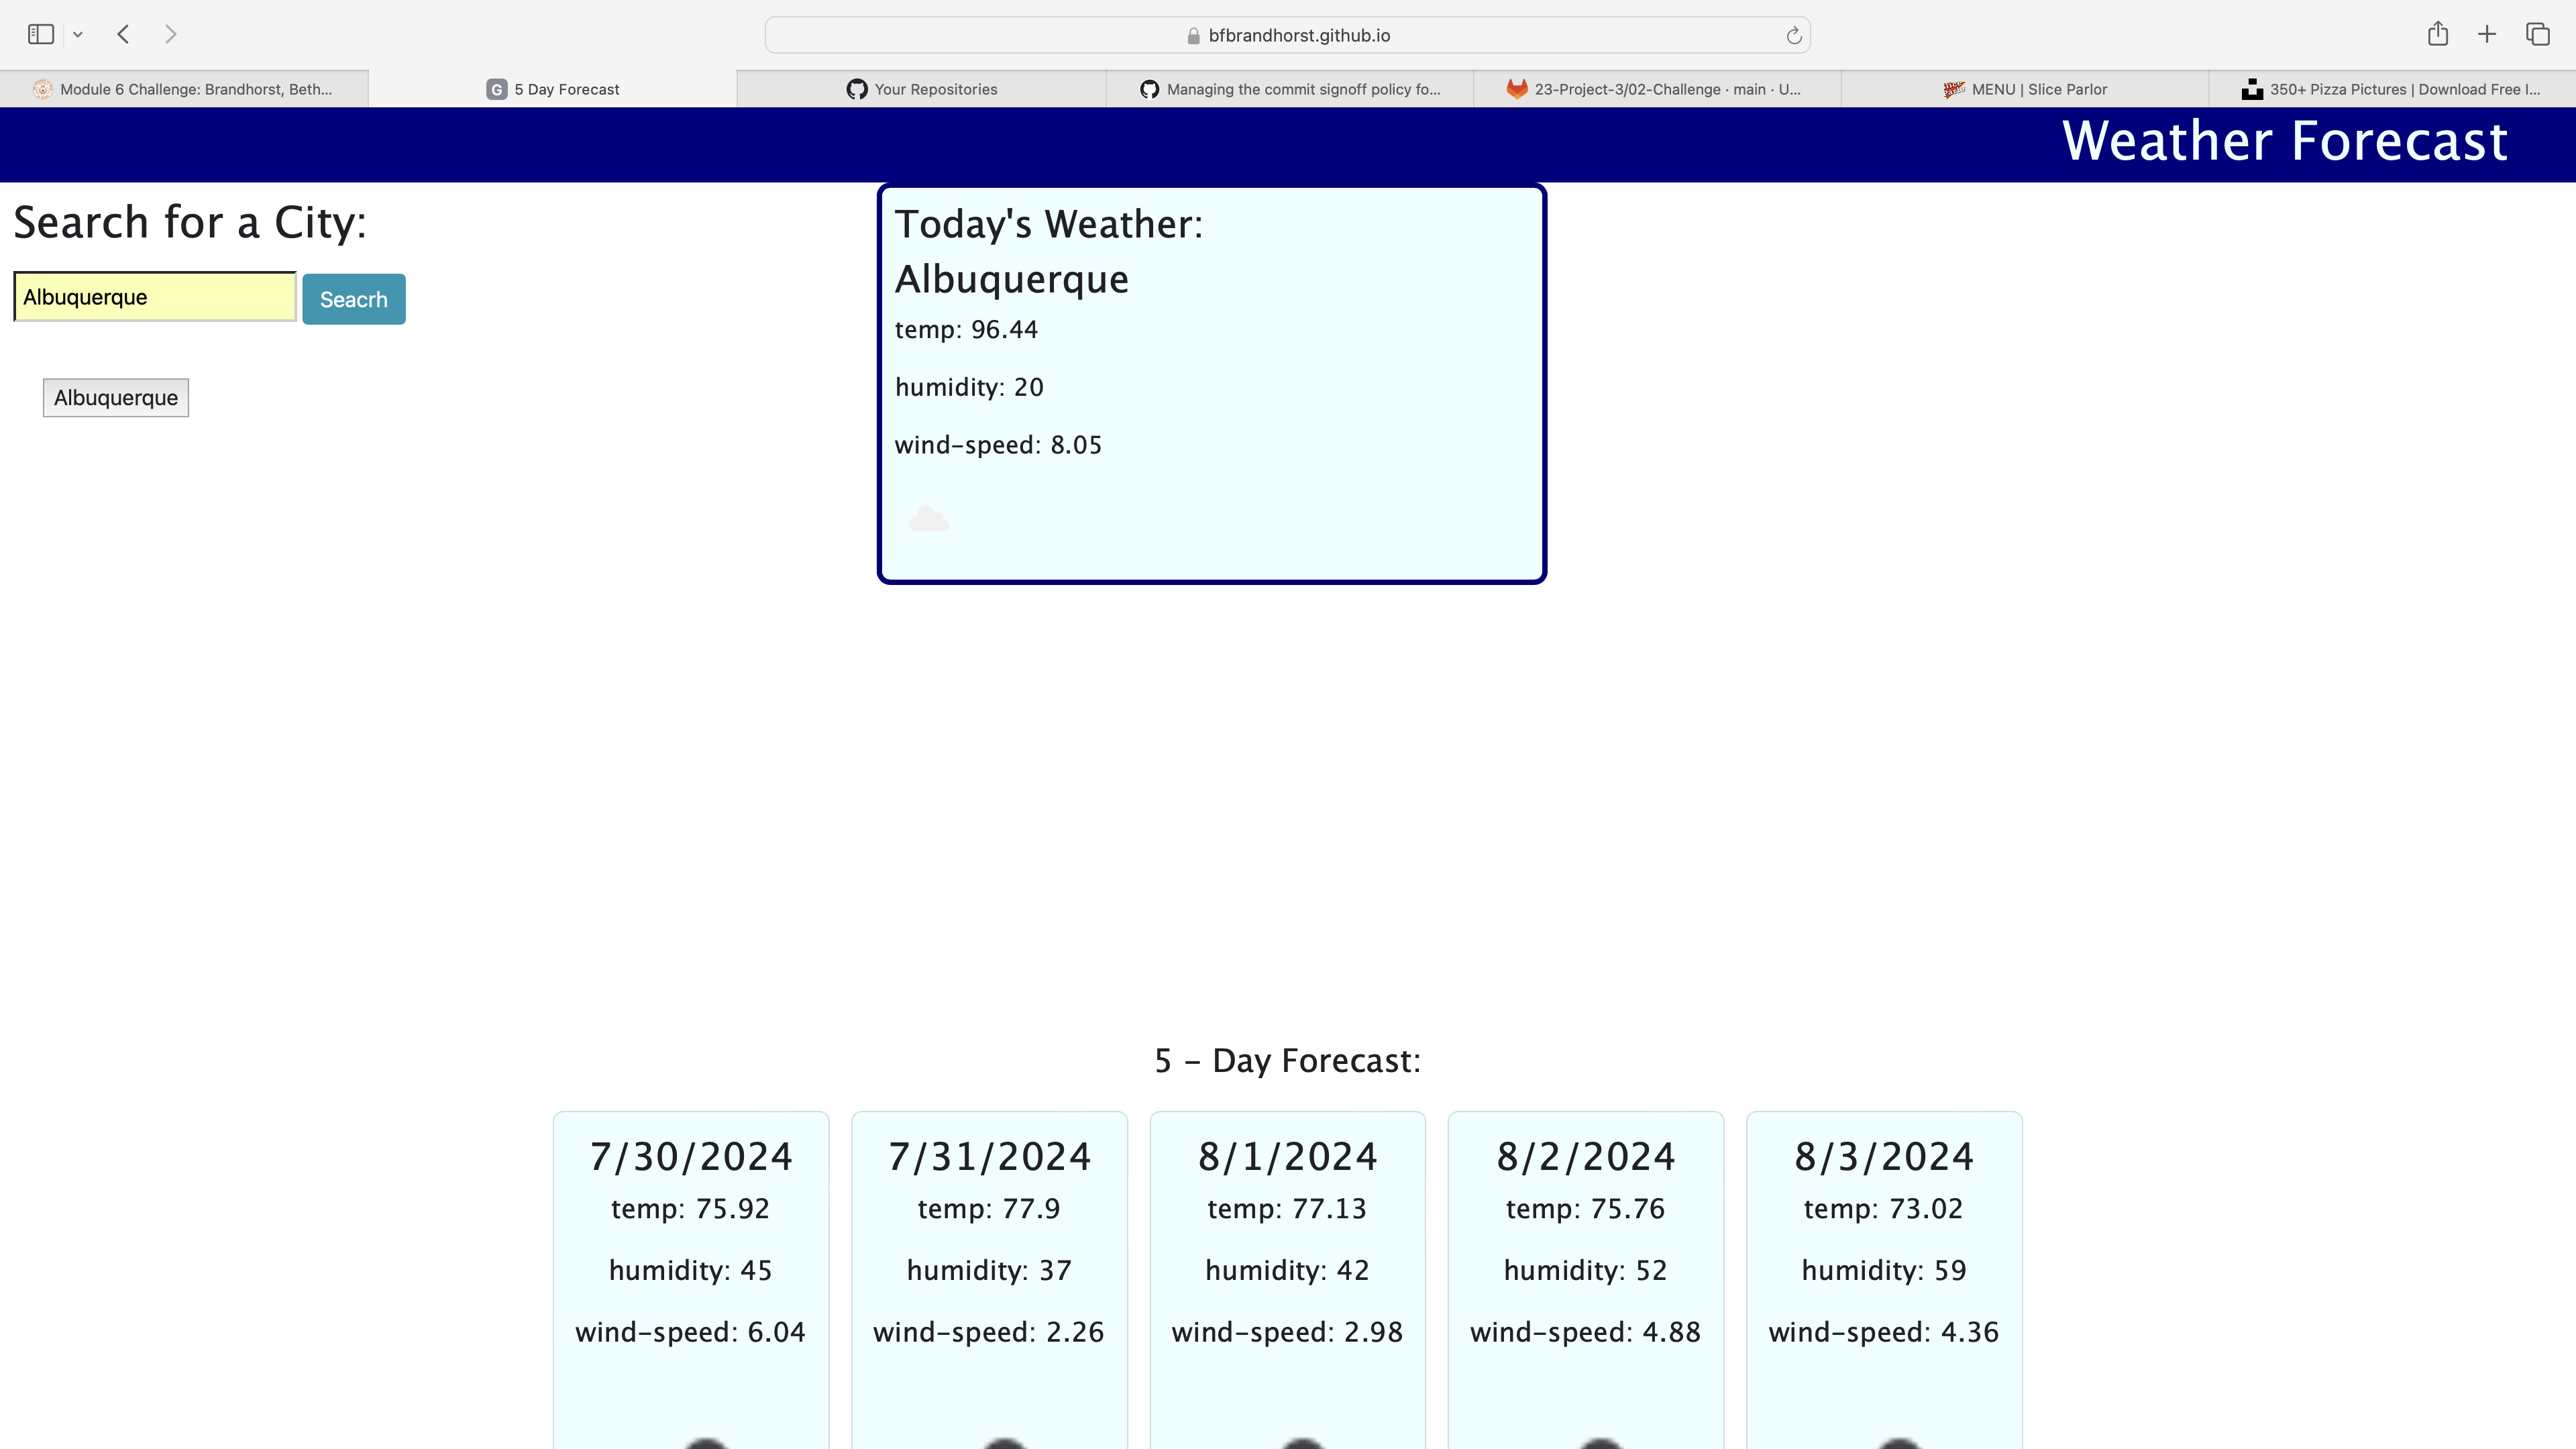 bfbrandhorst.github.io
Module 6 Challenge: Brandhorst, Beth...
G 5 Day Forecast
Your Repositories
Managing the commit signoff policy fo...
23-Project-3/02-Challenge · main · U...
MENU | Slice Parlor
350+ Pizza Pictures | Download Free I...
Weather Forecast
Search for a City:
Albuquerque
Seacrh
Albuquerque
Today's Weather:
Albuquerque
temp: 96.44
humidity: 20
wind-speed: 8.05
5 - Day Forecast:
7/30/2024
temp: 75.92
humidity: 45
wind-speed: 6.04
7/31/2024
temp: 77.9
humidity: 37
wind-speed: 2.26
8/1/2024
temp: 77.13
humidity: 42
wind-speed: 2.98
8/2/2024
temp: 75.76
humidity: 52
wind-speed: 4.88
8/3/2024
temp: 73.02
humidity: 59
wind-speed: 4.36